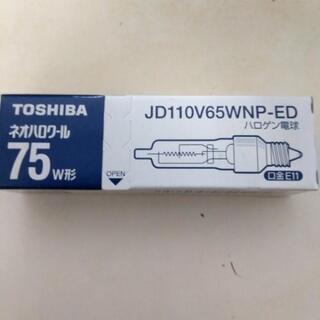 TOSHIBA
ネオハロクール
75W形
OPEN
JD110V65WNP-ED
ハロゲン電球
口金E11